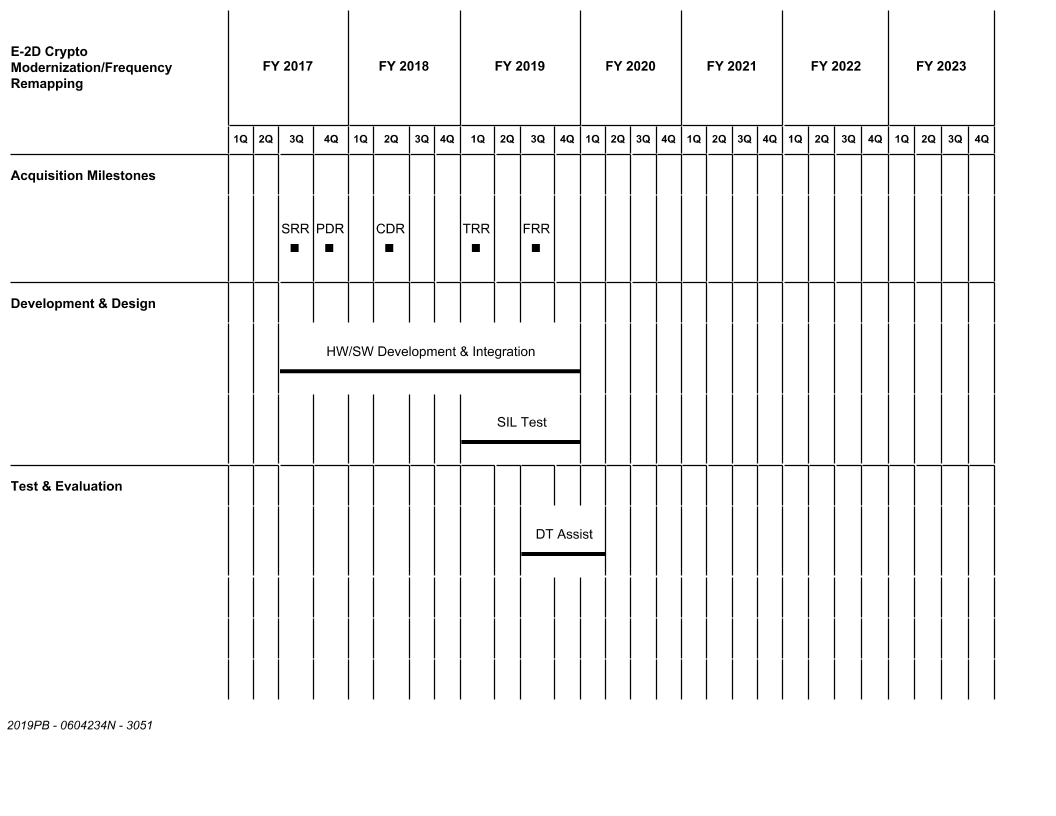 E-2D Crypto
Modernization/Frequency
Remapping
FY 2017 FY 2018 FY 2019 FY 2020 FY 2021 FY 2022 FY 2023
1Q 2Q 3Q 4Q 1Q 2Q 3Q 4Q 1Q 2Q 3Q 4Q 1Q 2Q 3Q 4Q 1Q 2Q 3Q 4Q 1Q 2Q 3Q 4Q 1Q 2Q 3Q 4Q
Acquisition Milestones
SRR PDR CDR TRR FRR
Development & Design
HW/SW Development & Integration
SIL Test
Test & Evaluation
DT Assist
2019PB - 0604234N - 3051